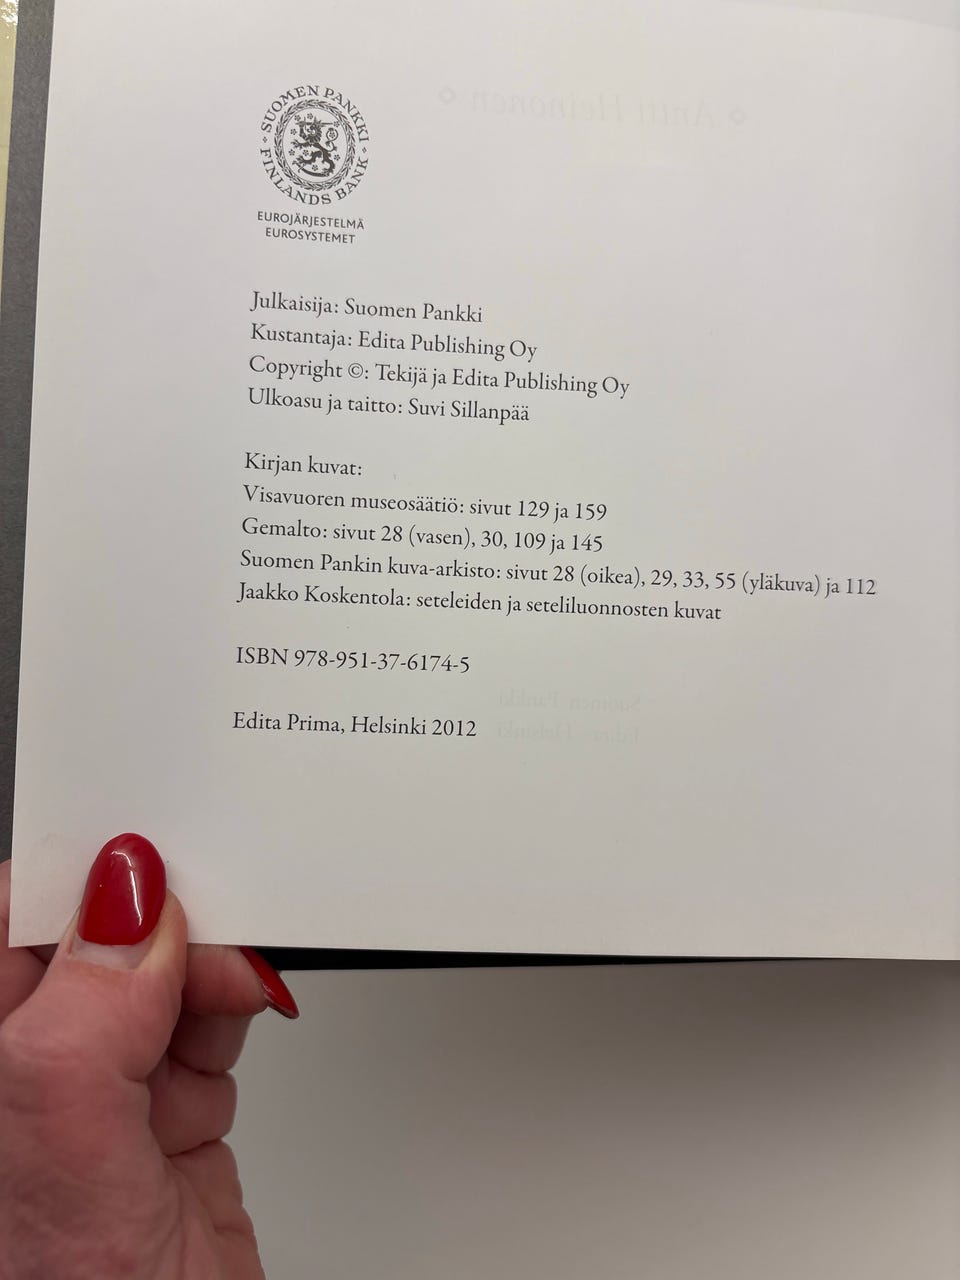 SUOMEN PANKKI
FINLANDS BANK
EUROJÄRJESTELMÄ
EUROSYSTEMET
Julkaisija: Suomen Pankki
Kustantaja: Edita Publishing Oy
Copyright ©: Tekijä ja Edita Publishing Oy
Ulkoasu ja taitto: Suvi Sillanpää
Kirjan kuvat:
Visavuoren museosäätiö: sivut 129 ja 159
Gemalto: sivut 28 (vasen), 30, 109 ja 145
Suomen Pankin kuva-arkisto: sivut 28 (oikea), 29, 33, 55 (yläkuva) ja 112
Jaakko Koskentola: seteleiden ja seteliluonnosten kuvat
ISBN 978-951-37-6174-5
Edita Prima, Helsinki 2012